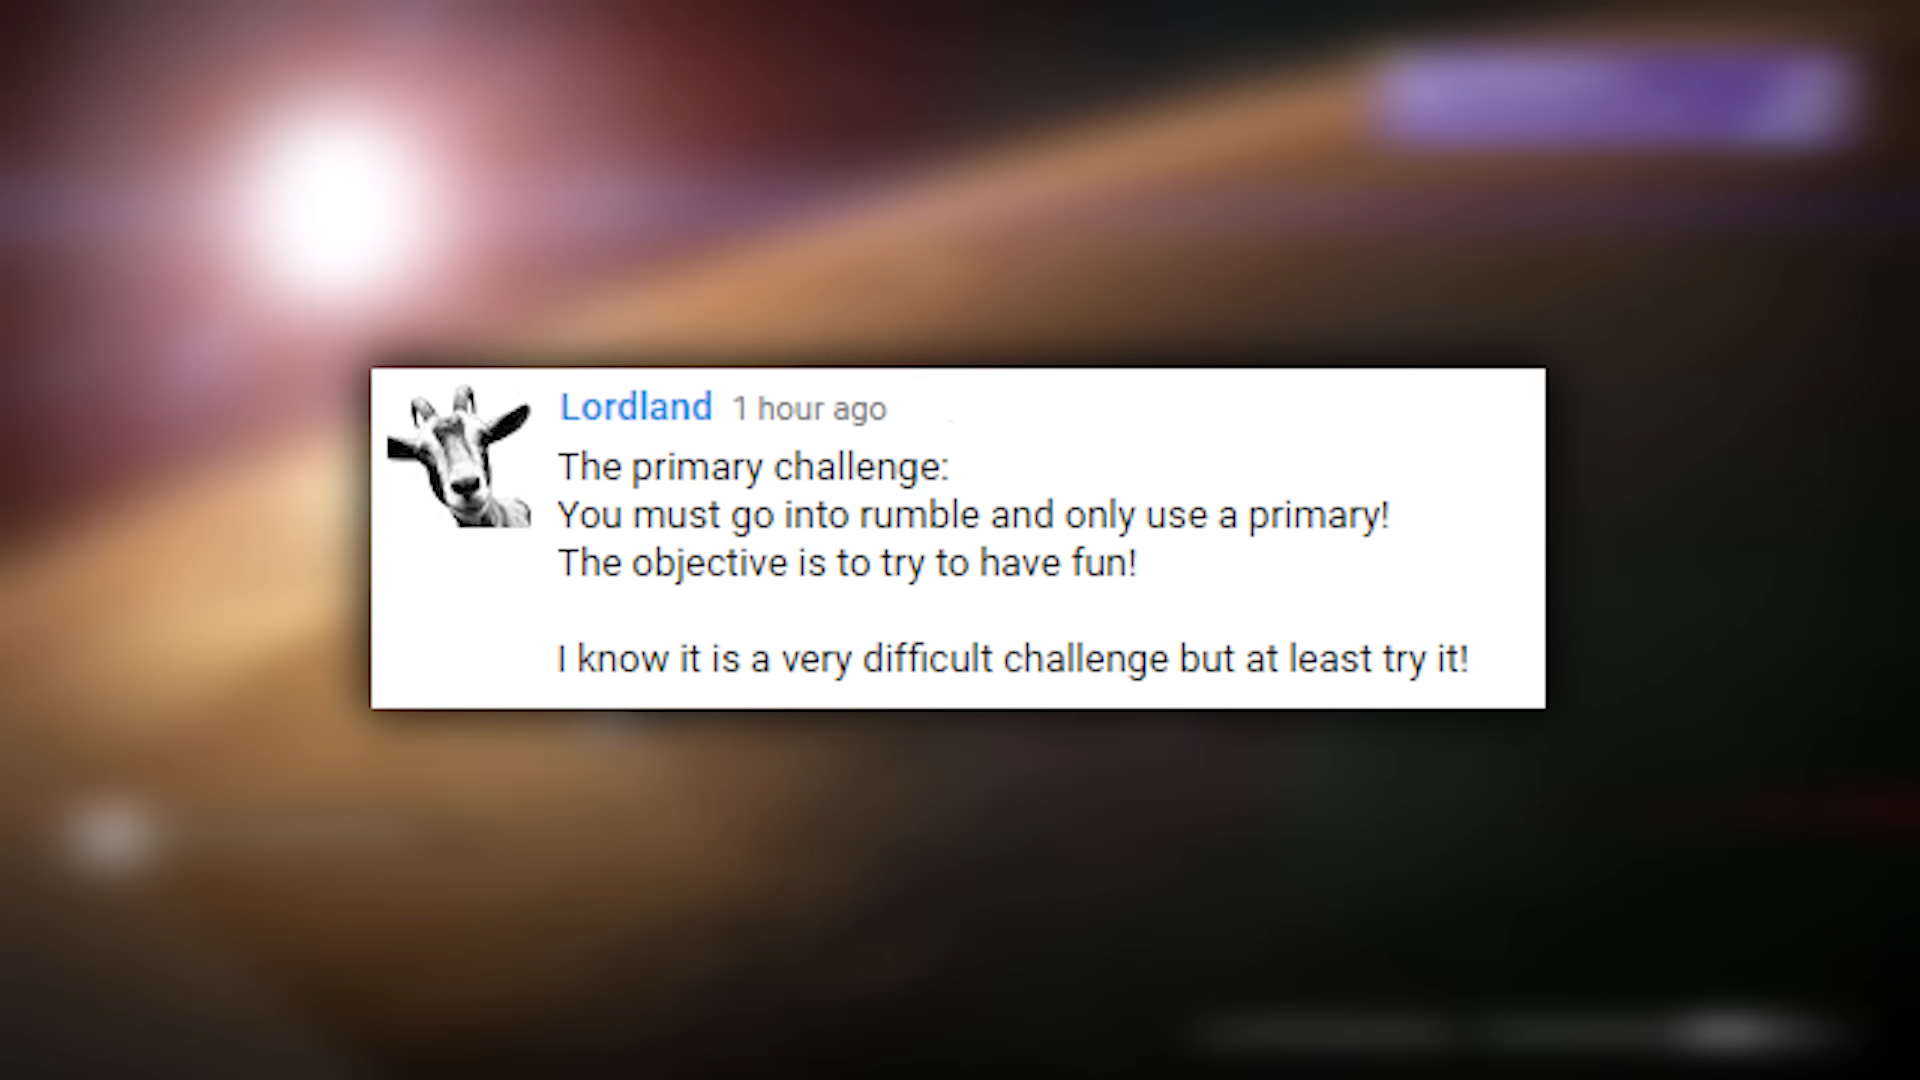 Lordland 1 hour ago
The primary challenge:
You must go into rumble and only use a primary!
The objective is to try to have fun!
I know it is a very difficult challenge but at least try it!